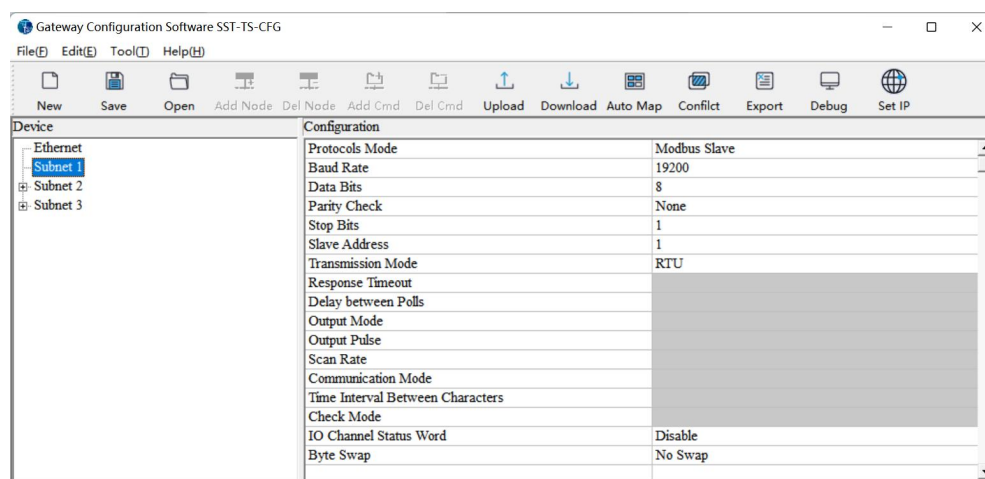 Gateway Configuration Software SST-TS-CFG
File(F) Edit(E) Tool(T) Help(H)
New Save Open Add Node Del Node Add Cmd Del Cmd Upload Download Auto Map Confilct Export Debug Set IP
Device
Configuration
Ethernet
Subnet 1
Subnet 2
Subnet 3
Protocols Mode Modbus Slave
Baud Rate 19200
Data Bits 8
Parity Check None
Stop Bits 1
Slave Address 1
Transmission Mode RTU
Response Timeout
Delay between Polls
Output Mode
Output Pulse
Scan Rate
Communication Mode
Time Interval Between Characters
Check Mode
IO Channel Status Word Disable
Byte Swap No Swap